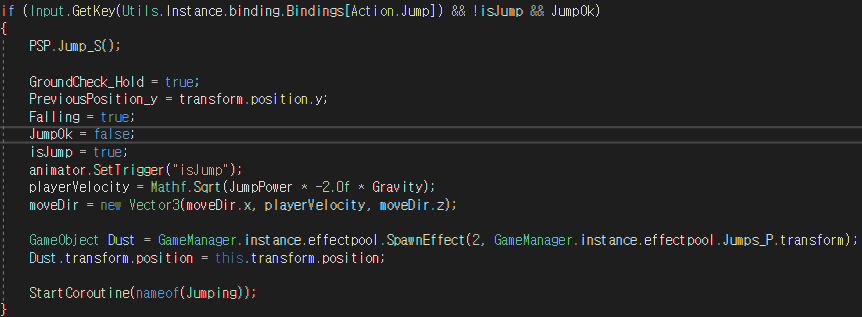 if (Input.GetKey(Utils.Instance.binding.Bindings[Action.Jump]) && !isJump && JumpOk)
{
PSP.Jump_S();
GroundCheck_Hold = true;
PreviousPosition_y = transform.position.y;
Falling = true;
JumpOk = false;
isJump = true;
animator.SetTrigger("isJump");
playerVelocity = Mathf.Sqrt(JumpPower * -2.0f * Gravity);
moveDir = new Vector3(moveDir.x, playerVelocity, moveDir.z);
GameObject Dust = GameManager.instance.effectpool.SpawnEffect(2, GameManager.instance.effectpool.Jumps_P.transform);
Dust.transform.position = this.transform.position;
StartCoroutine(nameof(Jumping));
}